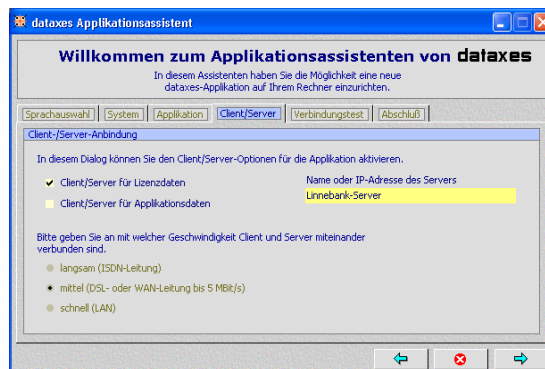 dataxes Applikationsassistent
Willkommen zum Applikationsassistenten von dataxes
In diesem Assistenten haben Sie die Möglichkeit eine neue
dataxes-Applikation auf Ihrem Rechner einzurichten.
Sprachauswahl System Applikation Client/Server Verbindungstest Abschluß
Client-/Server-Anbindung
In diesem Dialog können Sie den Client/Server-Optionen für die Applikation aktivieren.
Client/Server für Lizenzdaten Name oder IP-Adresse des Servers
Client/Server für Applikationsdaten Linnebank-Server
Bitte geben Sie an mit welcher Geschwindigkeit Client und Server miteinander
verbunden sind.
langsam (ISDN-Leitung)
mittel (DSL- oder WAN-Leitung bis 5 MBit/s)
schnell (LAN)